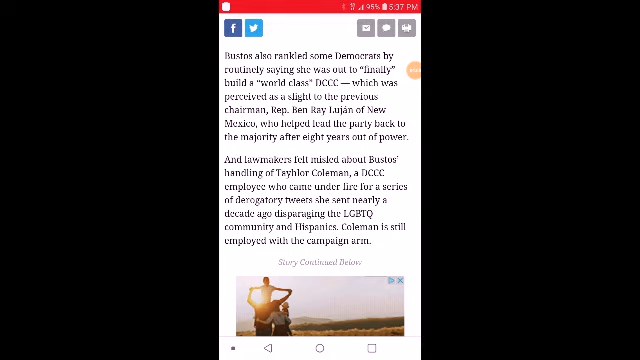 95% 5:37 PM
Bustos also rankled some Democrats by
routinely saying she was out to “finally”
build a “world class” DCCC — which was
perceived as a slight to the previous
chairman, Rep. Ben Ray Luján of New
Mexico, who helped lead the party back to
the majority after eight years out of power.
And lawmakers felt misled about Bustos’
handling of Tayhlor Coleman, a DCCC
employee who came under fire for a series
of derogatory tweets she sent nearly a
decade ago disparaging the LGBTQ
community and Hispanics. Coleman is still
employed with the campaign arm.
Story Continued Below